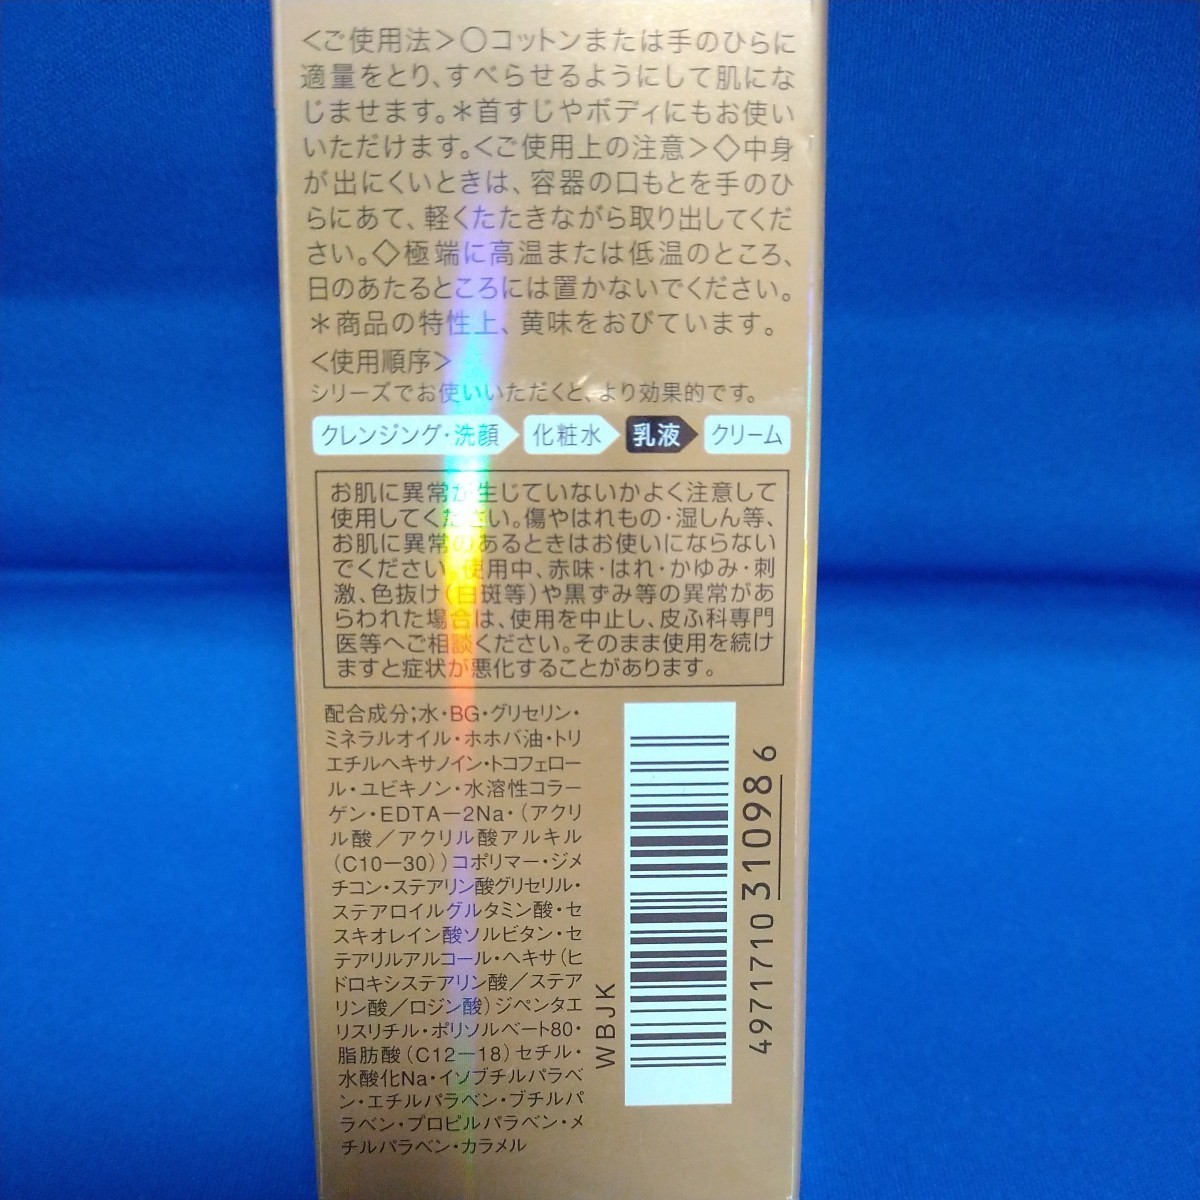 ＜ご使用法＞○コットンまたは手のひらに
適量をとり、すべらせるようにして肌にな
じませます。＊首すじやボディにもお使い
いただけます。＜ご使用上の注意＞◇中身
が出にくいときは、容器の口もとを手のひ
らにあて、軽くたたきながら取り出してくだ
さい。◇極端に高温または低温のところ、
日のあたるところには置かないでください。
＊商品の特性上、黄味をおびています。
＜使用順序＞
シリーズでお使いいただくと、より効果的です。
クレンジング・洗顔 化粧水 乳液 クリーム
お肌に異常が生じていないかよく注意して
使用してください。傷やはれもの・湿しん等、
お肌に異常のあるときはお使いにならない
でください。使用中、赤味・はれ・かゆみ・刺
激、色抜け（白斑等）や黒ずみ等の異常があ
らわれた場合は、使用を中止し、皮ふ科専門
医等へご相談ください。そのまま使用を続け
ますと症状が悪化することがあります。
配合成分；水・BG・グリセリン・
ミネラルオイル・ホホバ油・トリ
エチルヘキサノイン・トコフェロー
ル・ユビキノン・水溶性コラー
ゲン・EDTA－2Na・（アクリ
ル酸／アクリル酸アルキル
（C10－30））コポリマー・ジメ
チコン・ステアリン酸グリセリル・
ステアロイルグルタミン酸・セ
スキオレイン酸ソルビタン・セ
テアリルアルコール・ヘキサ（ヒ
ドロキシステアリン酸／ステア
リン酸／ロジン酸）ジペンタエ
リスリチル・ポリソルベート80・
脂肪酸（C12－18）セチル・
水酸化Na・イソブチルパラベ
ン・エチルパラベン・ブチルパ
ラベン・プロピルパラベン・メ
チルパラベン・カラメル
WBJK
4971710 310986